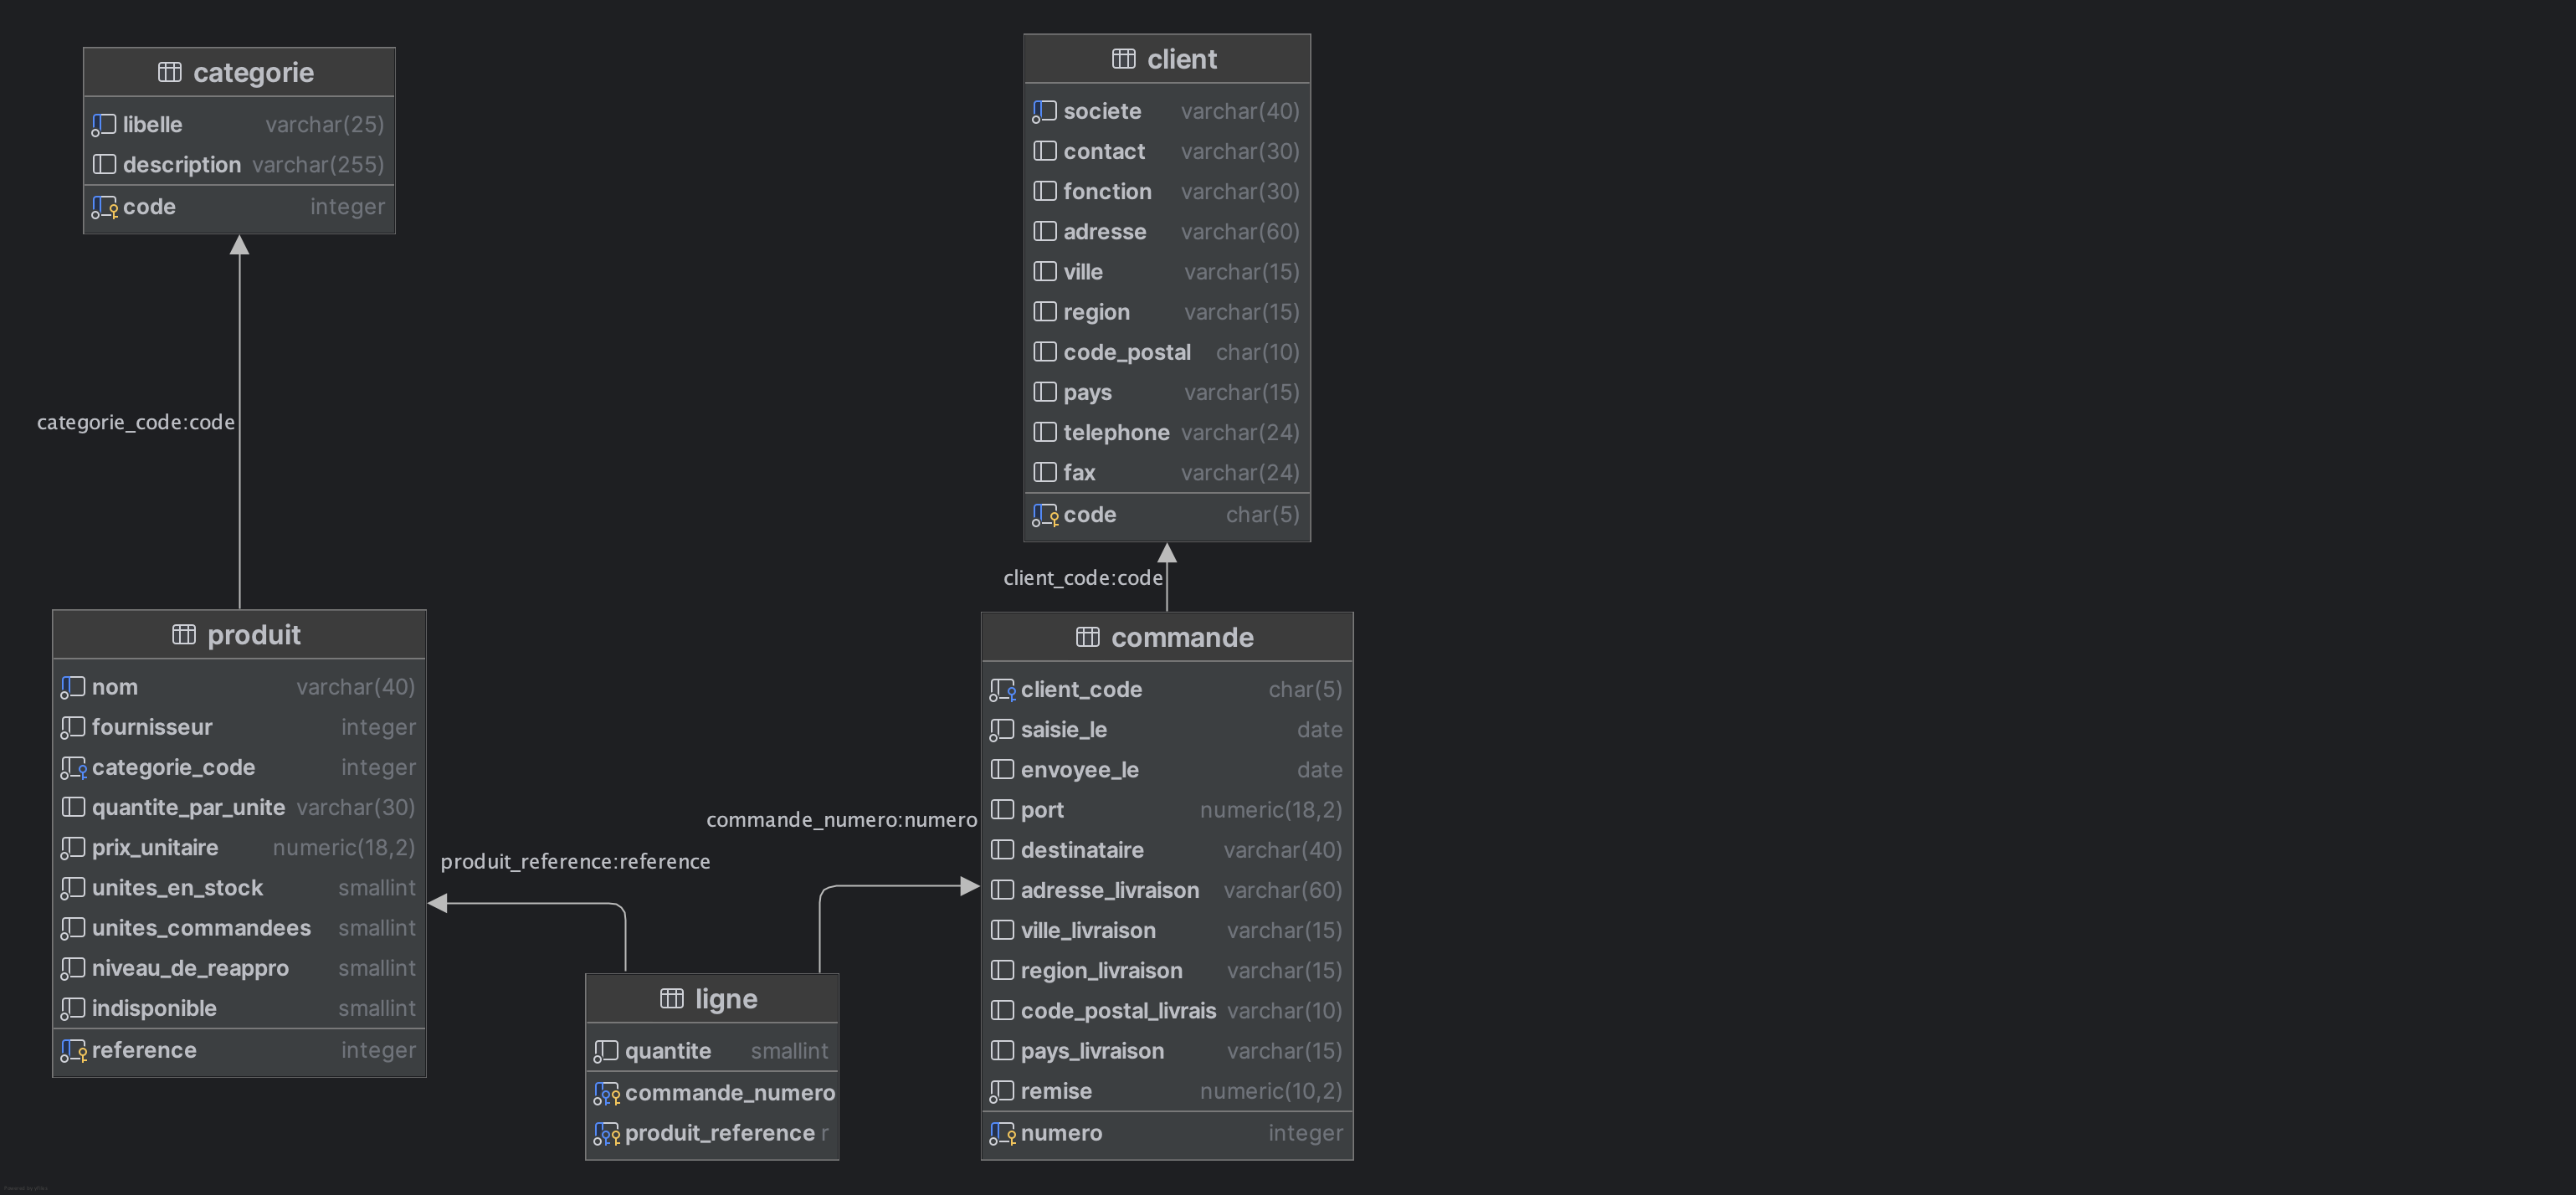 categorie
libelle varchar(25)
description varchar(255)
code integer
categorie_code:code
produit
nom varchar(40)
fournisseur integer
categorie_code integer
quantite_par_unite varchar(30)
prix_unitaire numeric(18,2)
unites_en_stock smallint
unites_commandees smallint
niveau_de_reappro smallint
indisponible smallint
reference integer
produit_reference:reference
commande_numero:numero
ligne
quantite smallint
commande_numero
produit_reference r
client
societe varchar(40)
contact varchar(30)
fonction varchar(30)
adresse varchar(60)
ville varchar(15)
region varchar(15)
code_postal char(10)
pays varchar(15)
telephone varchar(24)
fax varchar(24)
code char(5)
client_code:code
commande
client_code char(5)
saisie_le date
envoyee_le date
port numeric(18,2)
destinataire varchar(40)
adresse_livraison varchar(60)
ville_livraison varchar(15)
region_livraison varchar(15)
code_postal_livrais varchar(10)
pays_livraison varchar(15)
remise numeric(10,2)
numero integer